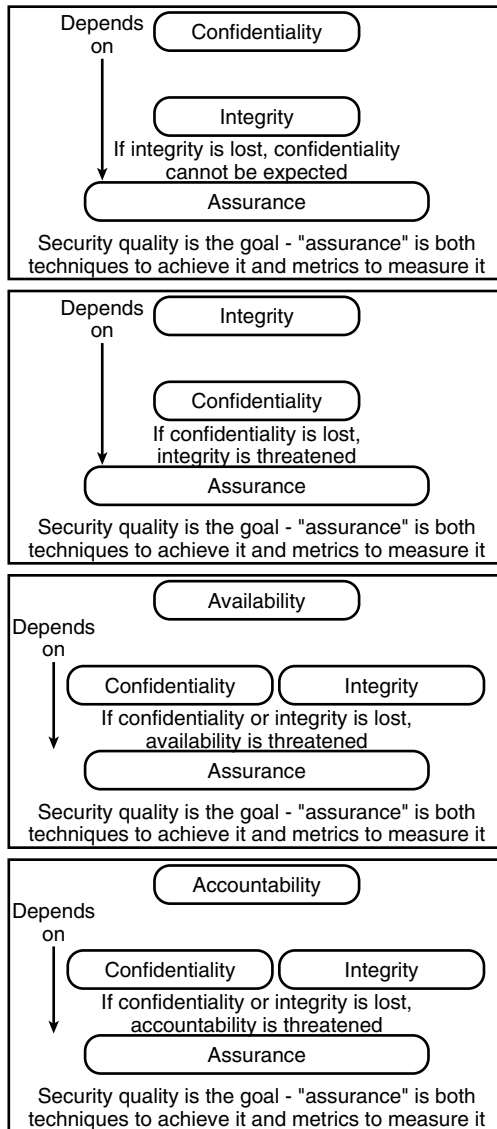 Depends
on
Confidentiality
Integrity
If integrity is lost, confidentiality
cannot be expected
Assurance
Security quality is the goal - "assurance" is both
techniques to achieve it and metrics to measure it
Depends
on
Integrity
Confidentiality
If confidentiality is lost,
integrity is threatened
Assurance
Security quality is the goal - "assurance" is both
techniques to achieve it and metrics to measure it
Availability
Depends
on
Confidentiality
Integrity
If confidentiality or integrity is lost,
availability is threatened
Assurance
Security quality is the goal - "assurance" is both
techniques to achieve it and metrics to measure it
Accountability
Depends
on
Confidentiality
Integrity
If confidentiality or integrity is lost,
accountability is threatened
Assurance
Security quality is the goal - "assurance" is both
techniques to achieve it and metrics to measure it